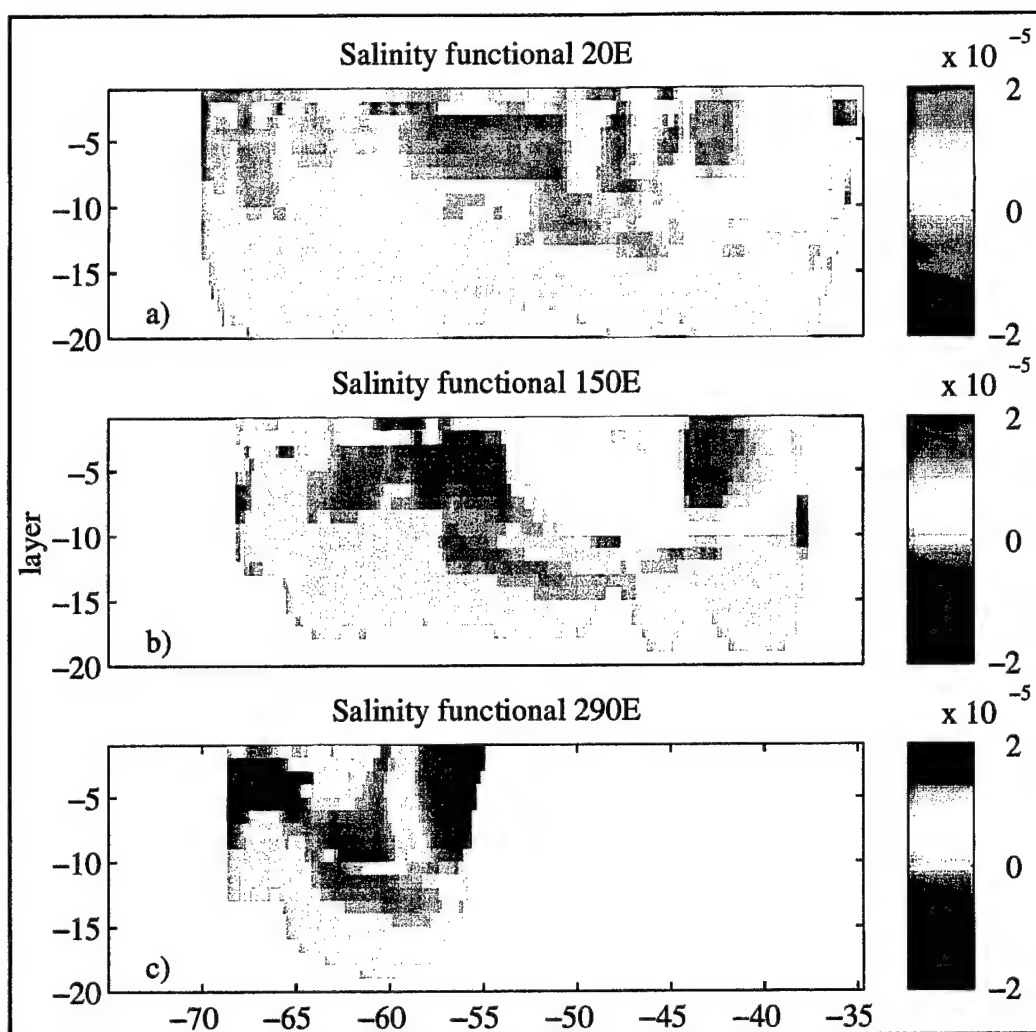 Salinity functional 20E
x 10^-5
−5
−10
−15
−20
a)
2
0
−2
Salinity functional 150E
x 10^-5
−5
−10
−15
−20
b)
2
0
−2
layer
Salinity functional 290E
x 10^-5
−5
−10
−15
−20
c)
2
0
−2
−70 −65 −60 −55 −50 −45 −40 −35